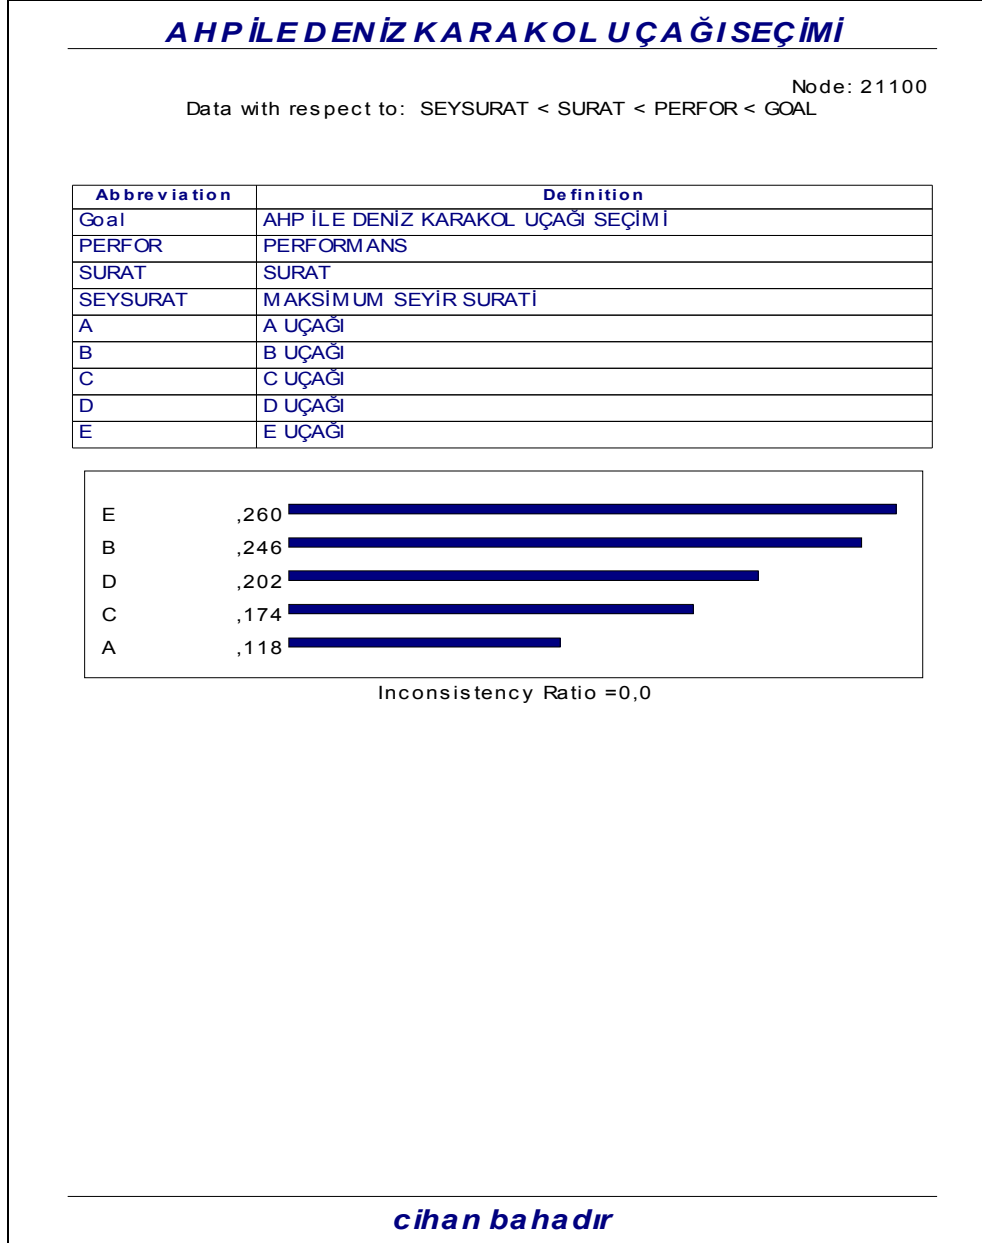 AHP İLE DENİZ KARAKOL UÇAĞI SEÇİMİ
Node: 21100
Data with respect to: SEYSURAT < SURAT < PERFOR < GOAL
Abbreviation Definition
Goal AHP İLE DENİZ KARAKOL UÇAĞI SEÇİMİ
PERFOR PERFORMANS
SURAT SURAT
SEYSURAT MAKSİMUM SEYİR SURATİ
A A UÇAĞI
B B UÇAĞI
C C UÇAĞI
D D UÇAĞI
E E UÇAĞI
E ,260
B ,246
D ,202
C ,174
A ,118
Inconsistency Ratio =0,0
cihan bahadır